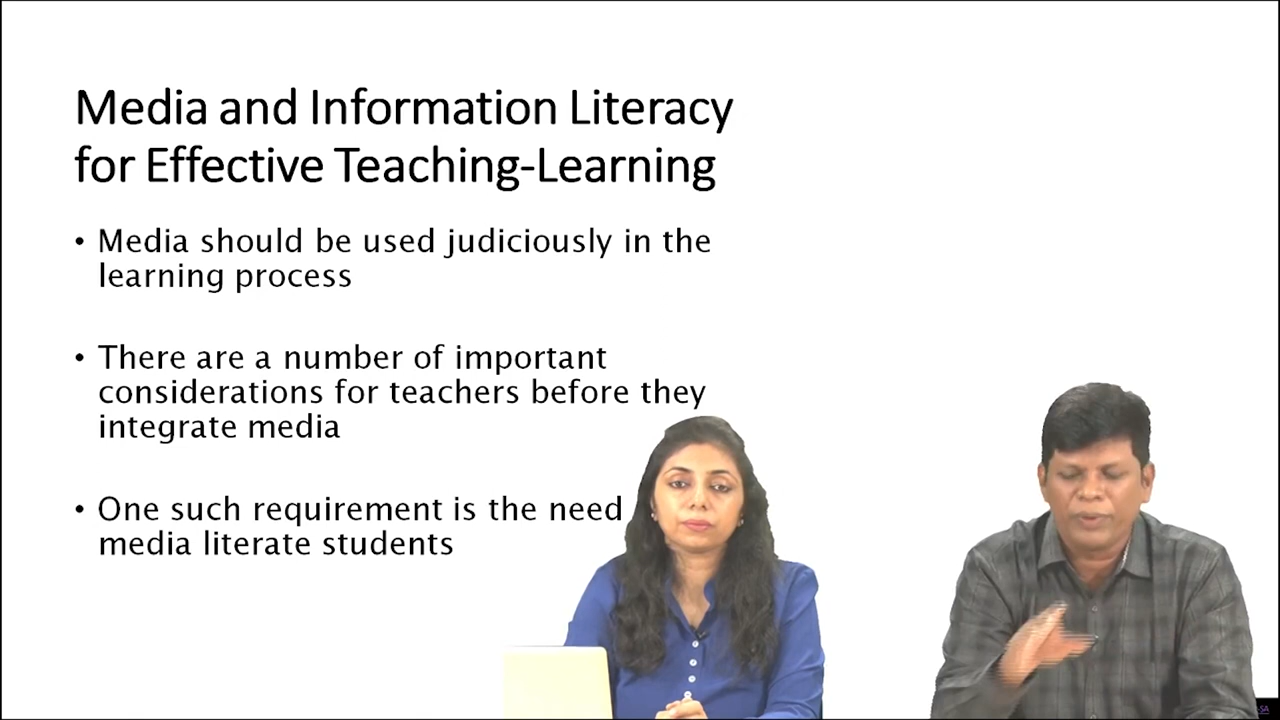 Media and Information Literacy
for Effective Teaching-Learning
• Media should be used judiciously in the
learning process
• There are a number of important
considerations for teachers before they
integrate media
• One such requirement is the need
media literate students